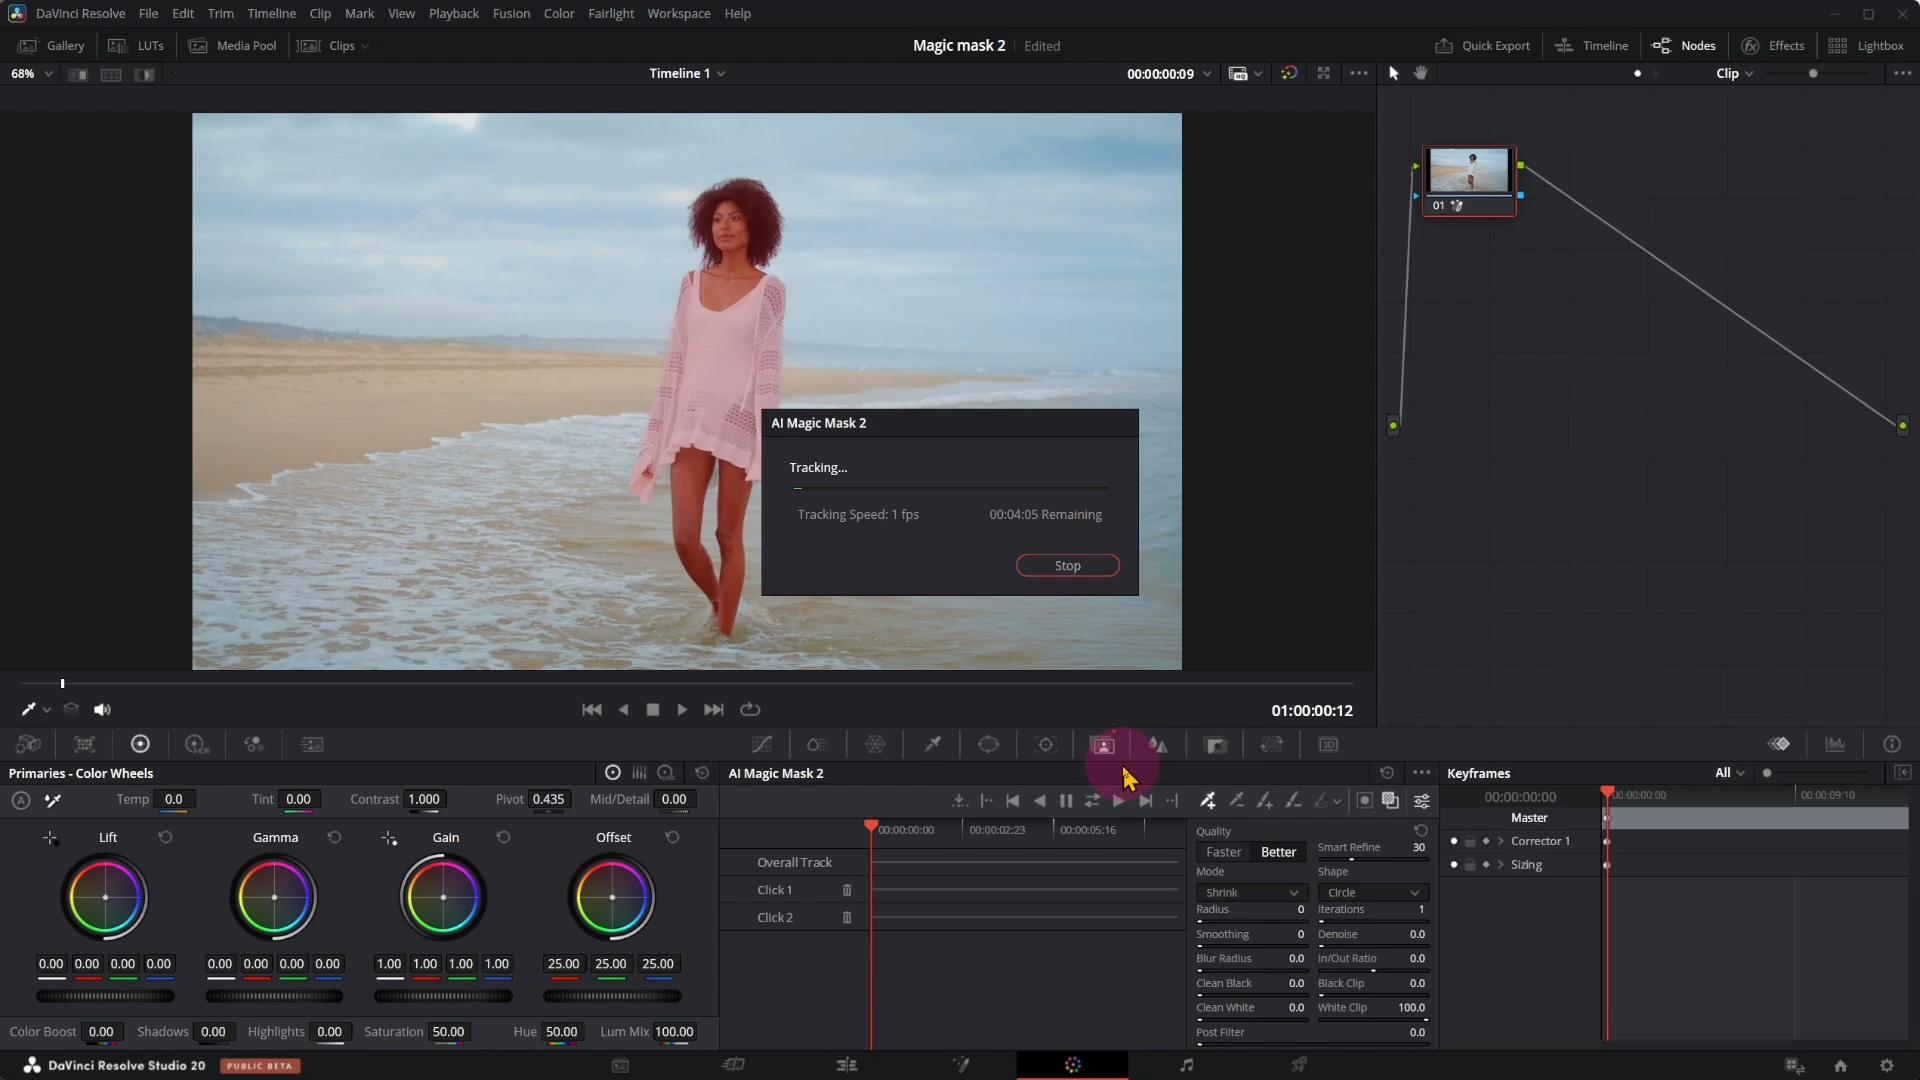 DaVinci Resolve File Edit Trim Timeline Clip Mark View Playback Fusion Color Fairlight Workspace Help
Gallery LUTs Media Pool Clips Magic mask 2 Edited Quick Export Timeline Nodes Effects Lightbox
68% Timeline 1 00:00:00:09 Clip
01
AI Magic Mask 2
Tracking...
Tracking Speed: 1 fps 00:04:05 Remaining
Stop
01:00:00:12
Primaries - Color Wheels AI Magic Mask 2 Keyframes All
Temp 0.0 Tint 0.00 Contrast 1.000 Pivot 0.435 Mid/Detail 0.00
00:00:00:00 00:00:00:00 00:00:09:10
Master
Lift Gamma Gain Offset
00:00:00:00 00:00:02:23 00:00:05:16
Overall Track
Click 1
Click 2
Quality
Faster Better Smart Refine 30
Mode Shape
Shrink Circle
Radius 0 Iterations 1
Smoothing 0 Denoise 0.0
Blur Radius 0.0 In/Out Ratio 0.0
Clean Black 0.0 Black Clip 0.0
Clean White 0.0 White Clip 100.0
Post Filter 0.0
Corrector 1
Sizing
0.00 0.00 0.00 0.00 0.00 0.00 0.00 0.00 1.00 1.00 1.00 1.00 25.00 25.00 25.00
Color Boost 0.00 Shadows 0.00 Highlights 0.00 Saturation 50.00 Hue 50.00 Lum Mix 100.00
DaVinci Resolve Studio 20 PUBLIC BETA